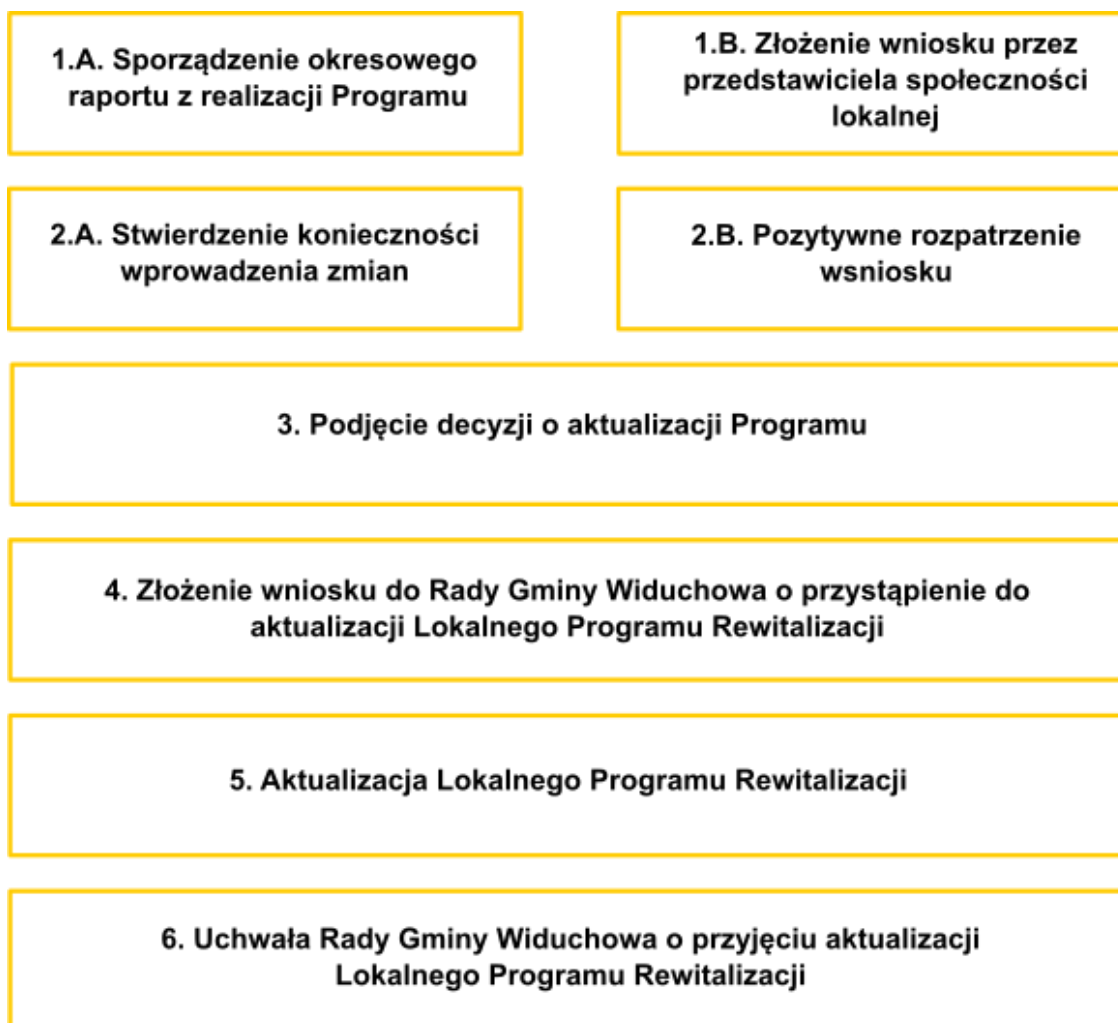 1.A. Sporządzenie okresowego
raportu z realizacji Programu
1.B. Złożenie wniosku przez
przedstawiciela społeczności
lokalnej
2.A. Stwierdzenie konieczności
wprowadzenia zmian
2.B. Pozytywne rozpatrzenie
wsniosku
3. Podjęcie decyzji o aktualizacji Programu
4. Złożenie wniosku do Rady Gminy Widuchowa o przystąpienie do
aktualizacji Lokalnego Programu Rewitalizacji
5. Aktualizacja Lokalnego Programu Rewitalizacji
6. Uchwała Rady Gminy Widuchowa o przyjęciu aktualizacji
Lokalnego Programu Rewitalizacji